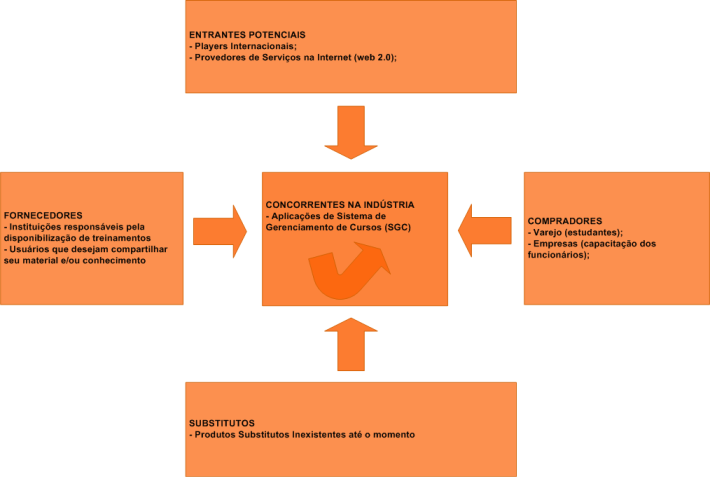 ENTRANTES POTENCIAIS
- Players Internacionais;
- Provedores de Serviços na Internet (web 2.0);
FORNECEDORES
- Instituições responsáveis pela
disponibilização de treinamentos
- Usuários que desejam compartilhar
seu material e/ou conhecimento
CONCORRENTES NA INDÚSTRIA
- Aplicações de Sistema de
Gerenciamento de Cursos (SGC)
COMPRADORES
- Varejo (estudantes);
- Empresas (capacitação dos
funcionários);
SUBSTITUTOS
- Produtos Substitutos Inexistentes até o momento